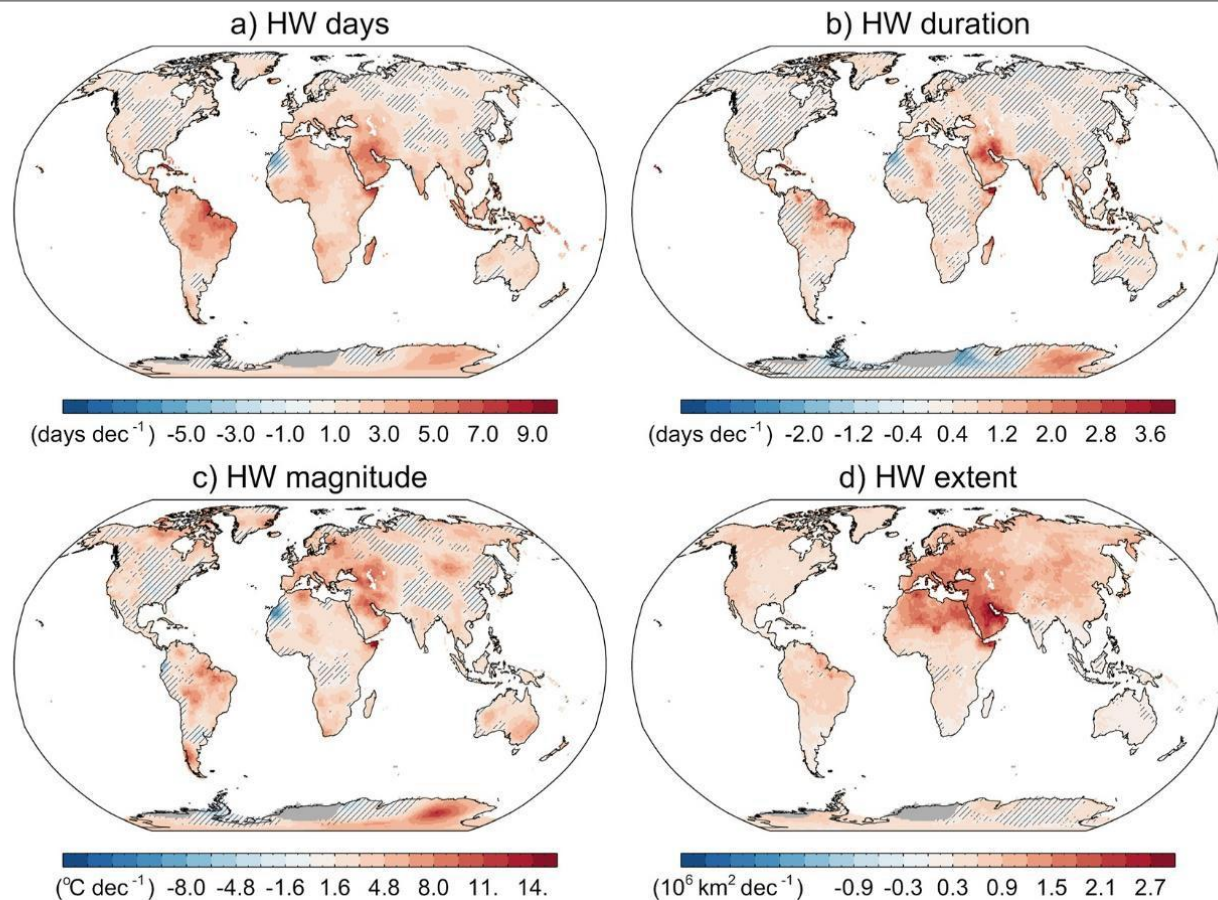 a) HW days
b) HW duration
(days dec⁻¹) -5.0 -3.0 -1.0 1.0 3.0 5.0 7.0 9.0
(days dec⁻¹) -2.0 -1.2 -0.4 0.4 1.2 2.0 2.8 3.6
c) HW magnitude
d) HW extent
(°C dec⁻¹) -8.0 -4.8 -1.6 1.6 4.8 8.0 11. 14.
(10⁶ km² dec⁻¹) -0.9 -0.3 0.3 0.9 1.5 2.1 2.7